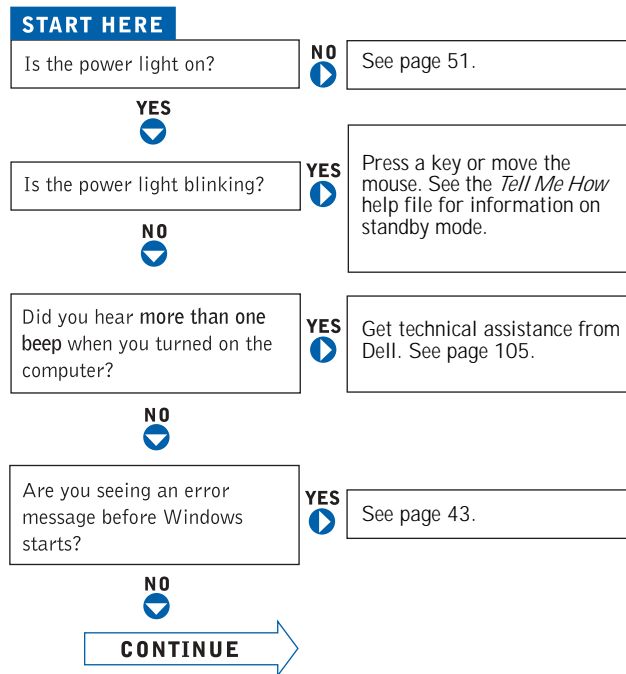 START HERE
Is the power light on?
NO
See page 51.
YES
Is the power light blinking?
YES
Press a key or move the
mouse. See the Tell Me How
help file for information on
standby mode.
NO
Did you hear more than one
beep when you turned on the
computer?
YES
Get technical assistance from
Dell. See page 105.
NO
Are you seeing an error
message before Windows
starts?
YES
See page 43.
NO
CONTINUE